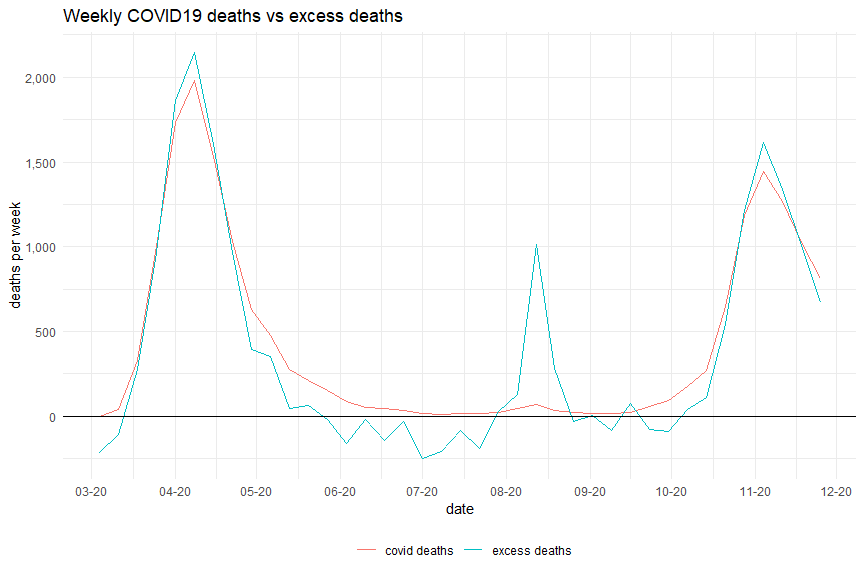 Weekly COVID19 deaths vs excess deaths
deaths per week
2,000
1,500
1,000
500
0
03-20 04-20 05-20 06-20 07-20 08-20 09-20 10-20 11-20 12-20
date
covid deaths excess deaths